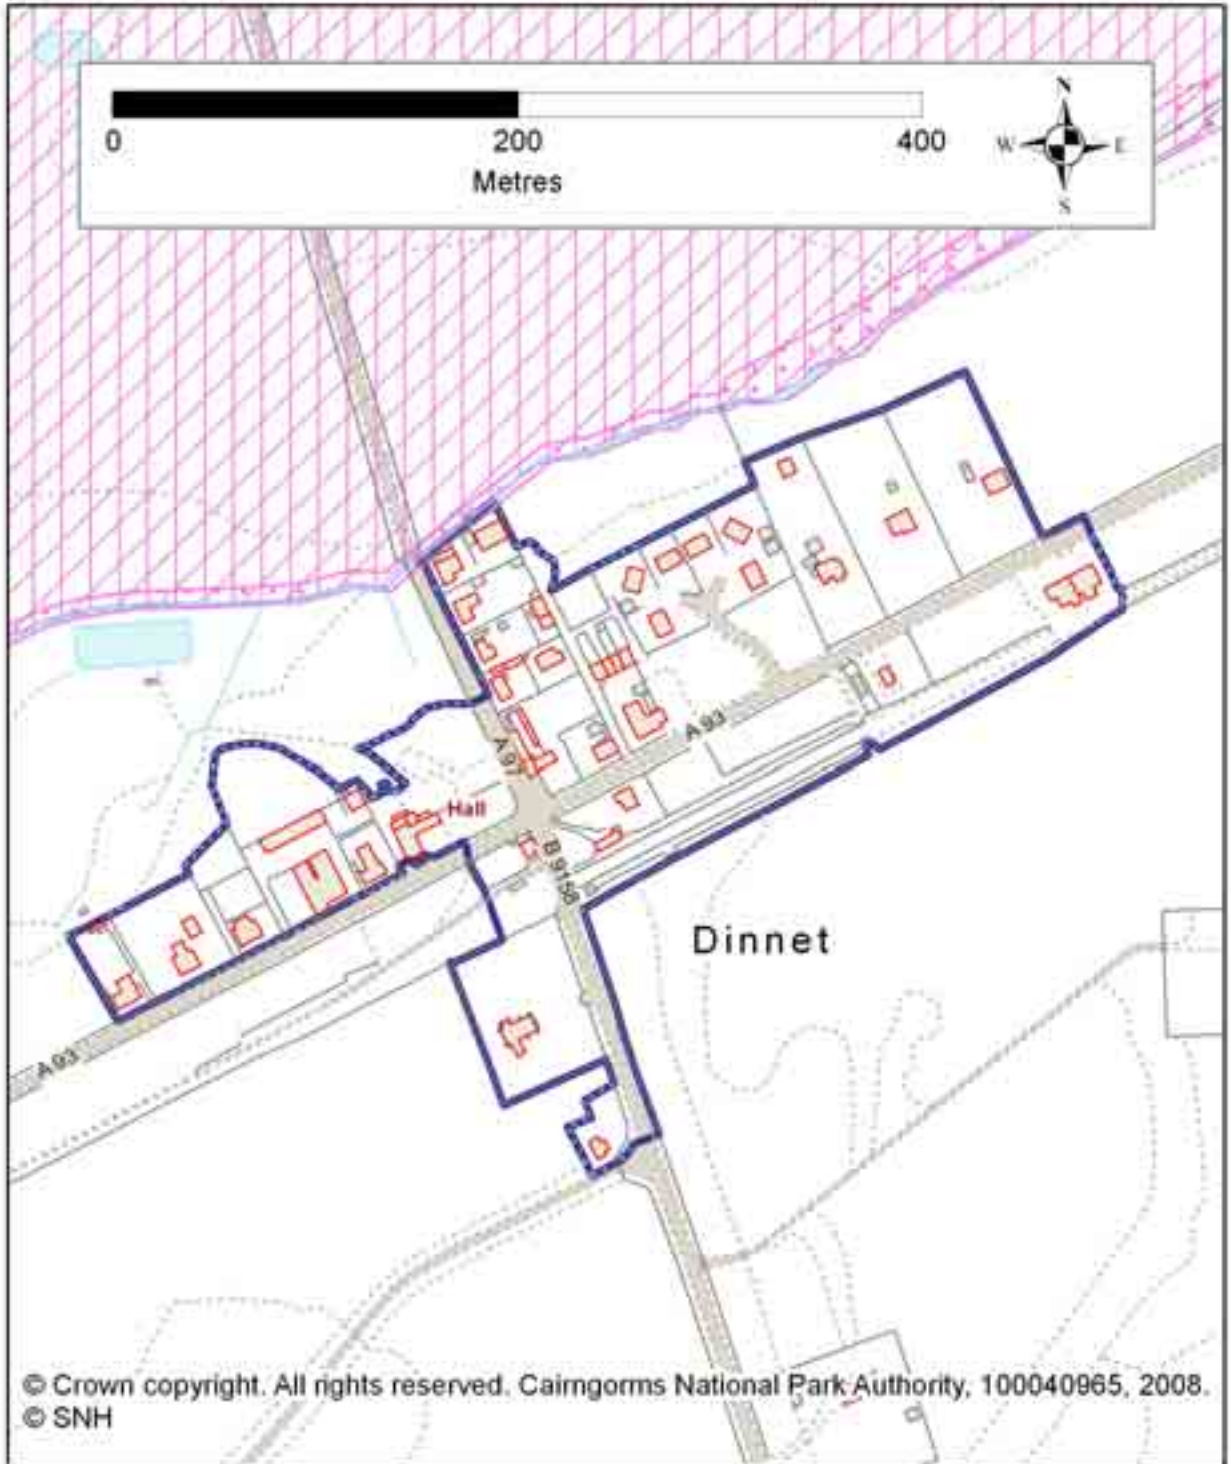 N
0 200 400 W E
Metres
S
A 93
A 97
Hall
B 9158
Dinnet
A 93
© Crown copyright. All rights reserved. Cairngorms National Park Authority, 100040965, 2008.
© SNH